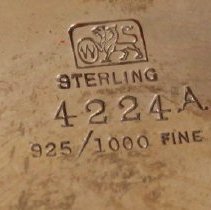 W
STERLING
4224A
925/1000 FINE